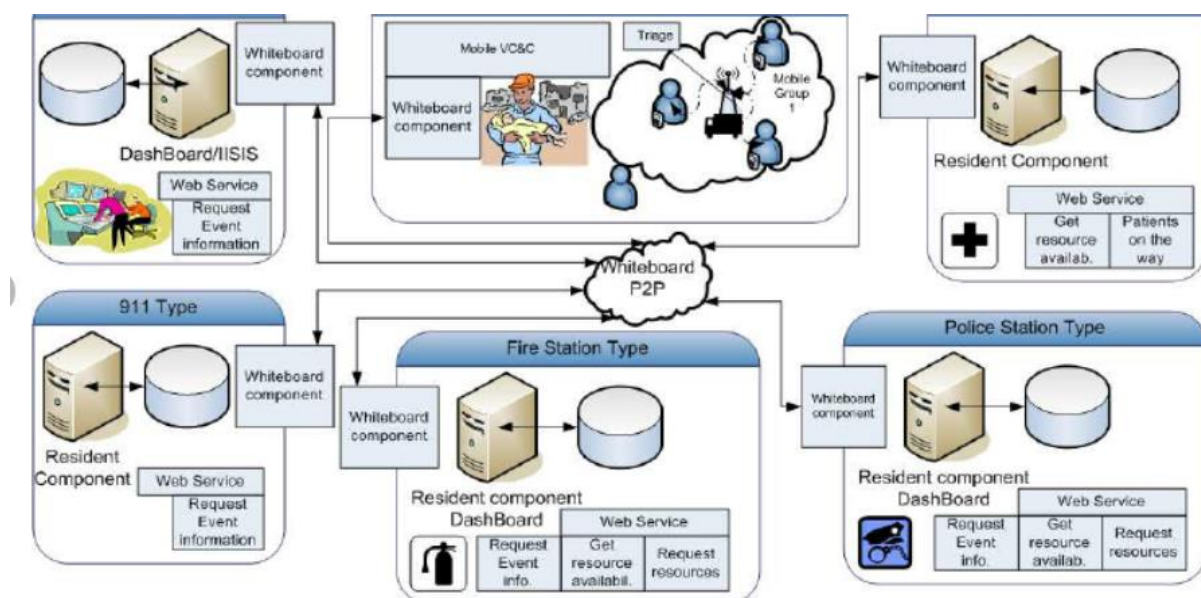 Whiteboard
component
DashBoard/IISIS
Web Service
Request
Event
information
Mobile VC&C
Whiteboard
component
Triage
Mobile
Group
1
Whiteboard
component
Resident Component
Web Service
Get
resource
availab.
Patients
on the
way
Whiteboard
P2P
911 Type
Whiteboard
component
Resident
Component
Web Service
Request
Event
information
Fire Station Type
Whiteboard
component
Resident component
DashBoard
Web Service
Request
Event
info.
Get
resource
availabil.
Request
resources
Police Station Type
Whiteboard
component
Resident component
DashBoard
Web Service
Request
Event
info.
Get
resource
availab.
Request
resources